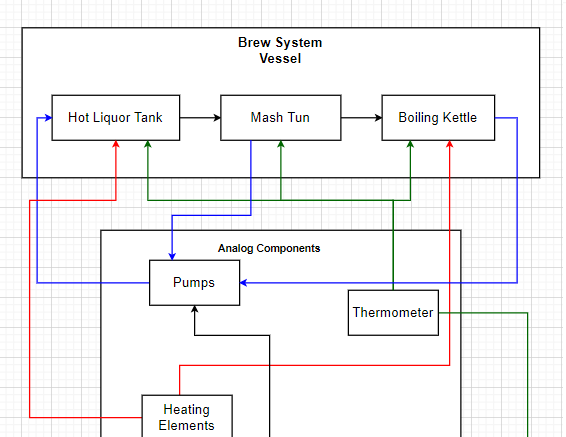 Brew System
Vessel
Hot Liquor Tank
Mash Tun
Boiling Kettle
Analog Components
Pumps
Thermometer
Heating
Elements